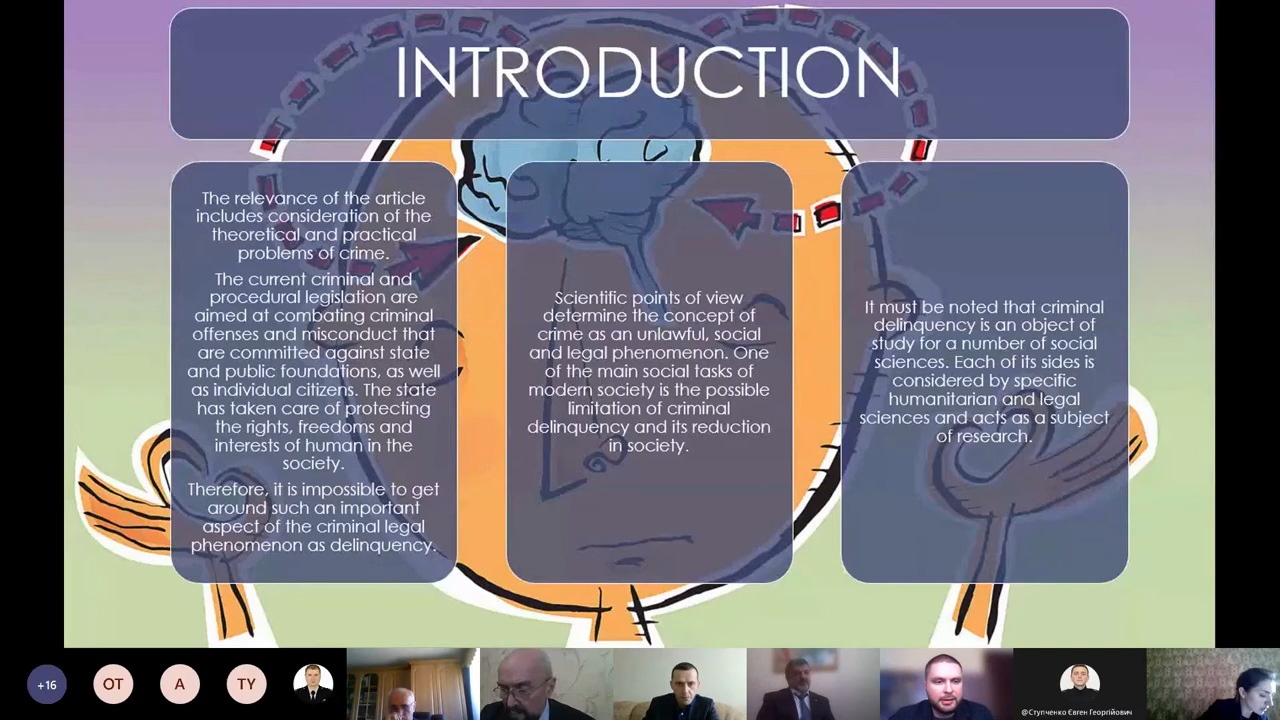 INTRODUCTION
The relevance of the article
includes consideration of the
theoretical and practical
problems of crime.
The current criminal and
procedural legislation are
aimed at combating criminal
offenses and misconduct that
are committed against state
and public foundations, as well
as individual citizens. The state
has taken care of protecting
the rights, freedoms and
interests of human in the
society.
Therefore, it is impossible to get
around such an important
aspect of the criminal legal
phenomenon as delinquency.
Scientific points of view
determine the concept of
crime as an unlawful, social
and legal phenomenon. One
of the main social tasks of
modern society is the possible
limitation of criminal
delinquency and its reduction
in society.
It must be noted that criminal
delinquency is an object of
study for a number of social
sciences. Each of its sides is
considered by specific
humanitarian and legal
sciences and acts as a subject
of research.
+16
OT
A
TY
@Ступченко Євген Георгійович